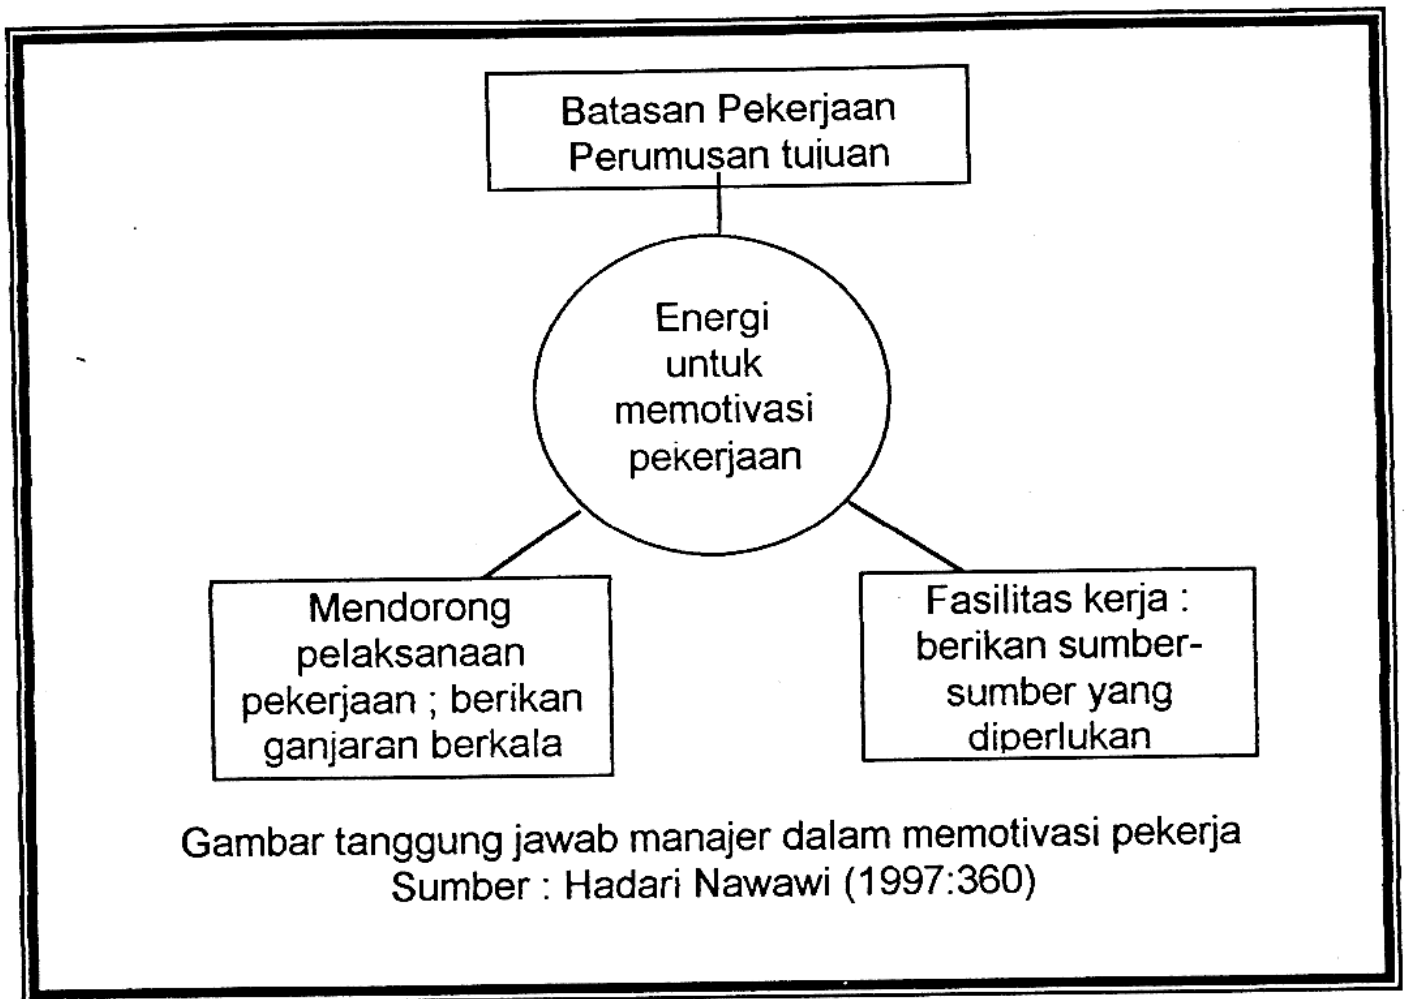 Batasan Pekerjaan
Perumusan tujuan
Energi
untuk
memotivasi
pekerjaan
Mendorong
pelaksanaan
pekerjaan ; berikan
ganjaran berkala
Fasilitas kerja :
berikan sumber-
sumber yang
diperlukan
Gambar tanggung jawab manajer dalam memotivasi pekerja
Sumber : Hadari Nawawi (1997:360)